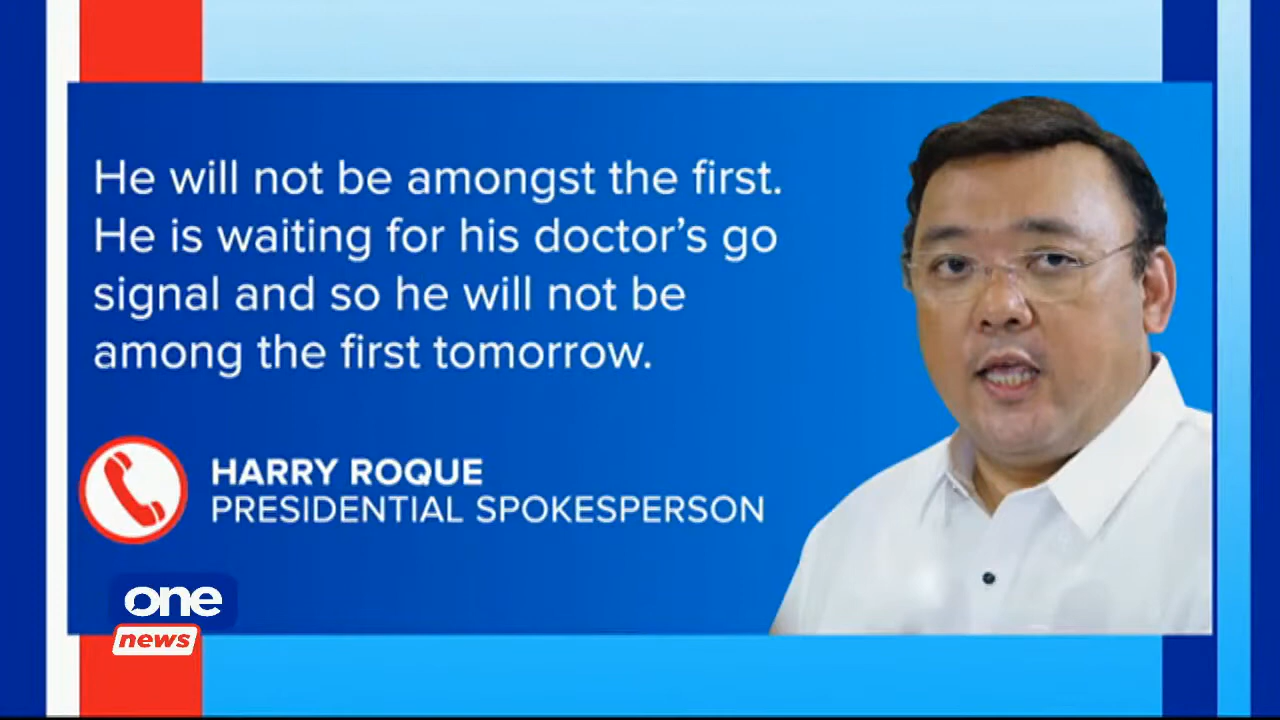 He will not be amongst the first.
He is waiting for his doctor’s go
signal and so he will not be
among the first tomorrow.
HARRY ROQUE
PRESIDENTIAL SPOKESPERSON
one
news